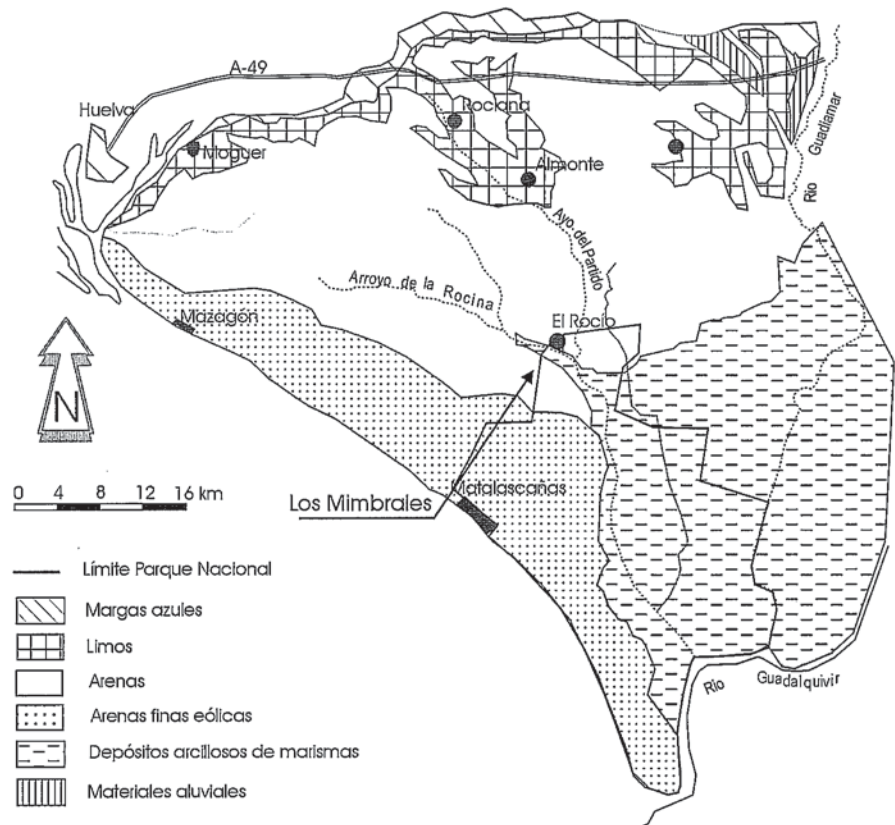 A-49
Huelva
Rociana
Moguer
Almonte
Río Guadiamar
Ayo del Partido
Arroyo de la Rocina
El Rocío
Mazagón
N
0 4 8 12 16 km
Matalascañas
Los Mimbrales
Límite Parque Nacional
Margas azules
Limos
Arenas
Arenas finas eólicas
Depósitos arcillosos de marismas
Materiales aluviales
Río Guadalquivir